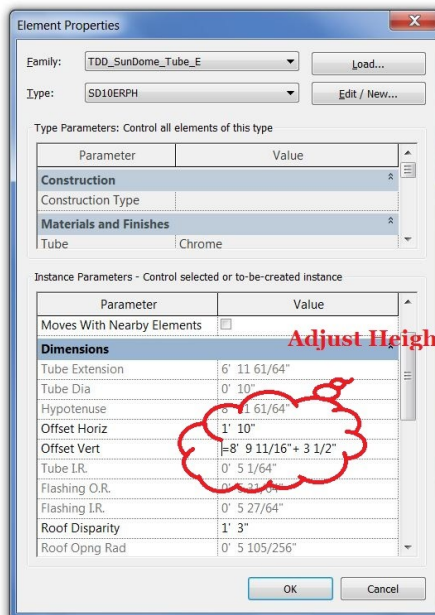 Element Properties
Family: TDD_SunDome_Tube_E Load...
Type: SD10ERPH Edit / New...
Type Parameters: Control all elements of this type
Parameter Value
Construction
Construction Type
Materials and Finishes
Tube Chrome
Instance Parameters - Control selected or to-be-created instance
Parameter Value
Moves With Nearby Elements
Adjust Heigh
Dimensions
Tube Extension 6' 11 61/64"
Tube Dia 0' 10"
Hypotenuse 1 61/64"
Offset Horiz 1' 10"
Offset Vert =8' 9 11/16"+ 3 1/2"
Tube I.R. 0' 5 1/64"
Flashing O.R.
Flashing I.R. 0' 5 27/64"
Roof Disparity 1' 3"
Roof Opng Rad 0' 5 105/256"
OK Cancel